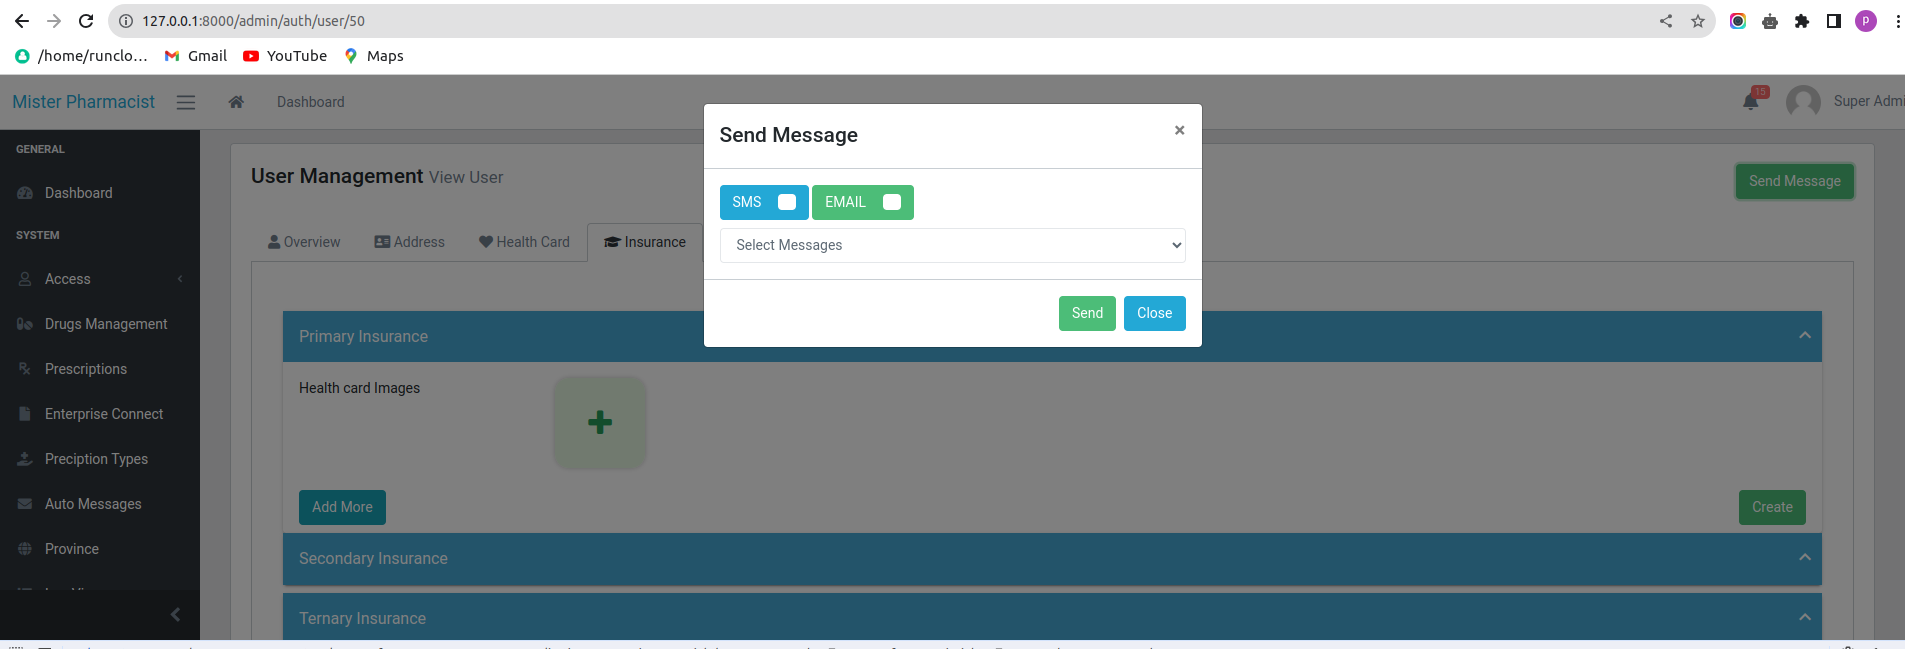 127.0.0.1:8000/admin/auth/user/50
P
/home/runclo... Gmail YouTube Maps
Mister Pharmacist Dashboard 15 Super Admi
GENERAL
Dashboard
SYSTEM
Access
Drugs Management
Prescriptions
Enterprise Connect
Preciption Types
Auto Messages
Province
User Management View User
Send Message
Overview Address Health Card Insurance
Send Message ×
SMS EMAIL
Select Messages
Send Close
Primary Insurance
Health card Images
Add More Create
Secondary Insurance
Ternary Insurance